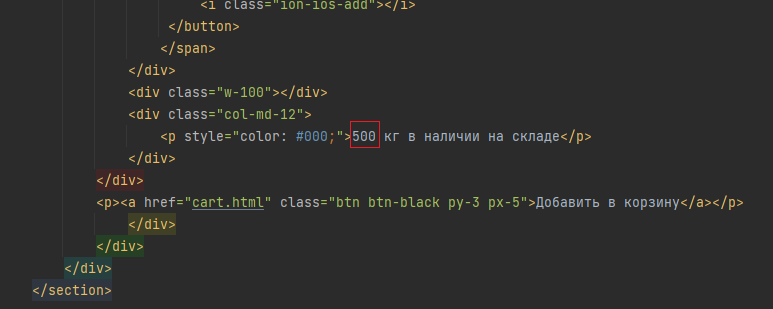 <i class="ion-ios-add"></i>
</button>
</span>
</div>
<div class="w-100"></div>
<div class="col-md-12">
<p style="color: #000;">500 кг в наличии на складе</p>
</div>
</div>
<p><a href="cart.html" class="btn btn-black py-3 px-5">Добавить в корзину</a></p>
</div>
</div>
</div>
</section>